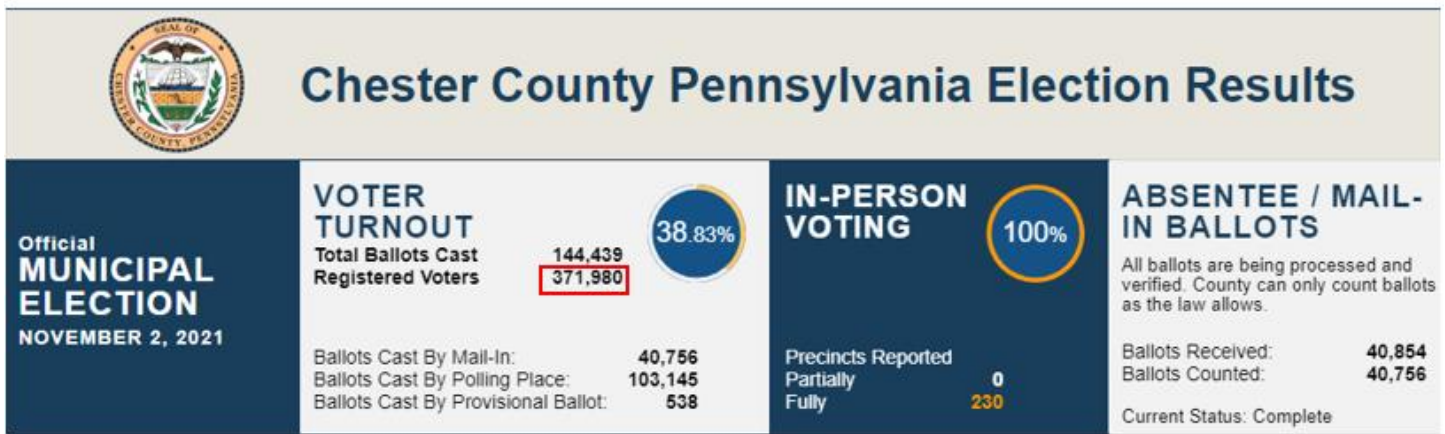 SEAL OF
CHESTER COUNTY, PENNSYLVANIA
Chester County Pennsylvania Election Results
Official
MUNICIPAL
ELECTION
NOVEMBER 2, 2021
VOTER
TURNOUT
38.83%
Total Ballots Cast 144,439
Registered Voters 371,980
Ballots Cast By Mail-In: 40,756
Ballots Cast By Polling Place: 103,145
Ballots Cast By Provisional Ballot: 538
IN-PERSON
VOTING
100%
Precincts Reported
Partially 0
Fully 230
ABSENTEE / MAIL-
IN BALLOTS
All ballots are being processed and
verified. County can only count ballots
as the law allows.
Ballots Received: 40,854
Ballots Counted: 40,756
Current Status: Complete